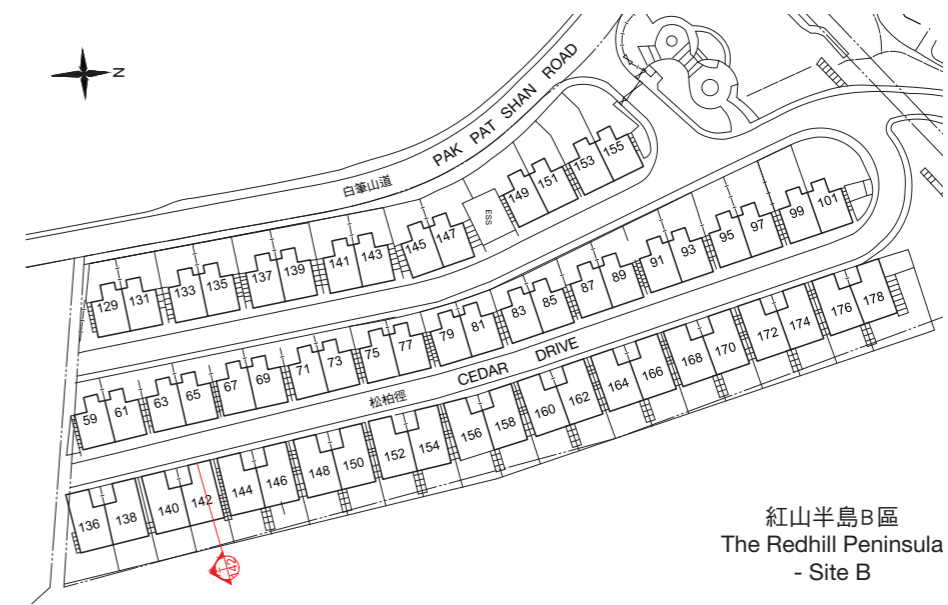 N
PAK PAT SHAN ROAD
白筆山道
ESS
149 151 153 155
129 131 133 135 137 139 141 143 145 147
59 61 63 65 67 69 71 73 75 77 79 81 83 85 87 89 91 93 95 97 99 101
松柏徑
CEDAR DRIVE
136 138 140 142 144 146 148 150 152 154 156 158 160 162 164 166 168 170 172 174 176 178
142
紅山半島B區
The Redhill Peninsula
- Site B